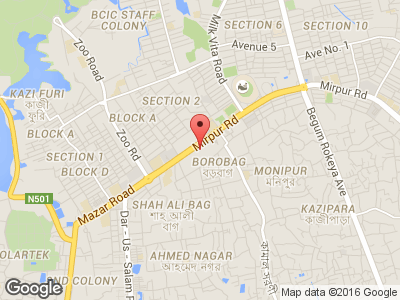 BCIC STAFF
COLONY
Zoo Road
Milk Vita Road
SECTION 6
SECTION 10
Avenue 5
Ave No. 1
Mirpur Rd
KAZI FURI
কাজী
ফুরি
SECTION 2
BLOCK A
BLOCK A
Zoo Rd
Mirpur Rd
Begum Rokeya Ave
SECTION 1
BLOCK D
BOROBAG
বড়বাগ
MONIPUR
মনিপুর
N501
Mazar Road
SHAH ALI BAG
শাহ আলী
বাগ
Dar - Us - Salam R
KAZIPARA
কাজীপাড়া
OLARTEK
AHMED NAGAR
আহমেদ নগর
ND COLONY
Google
Map data ©2016 Google